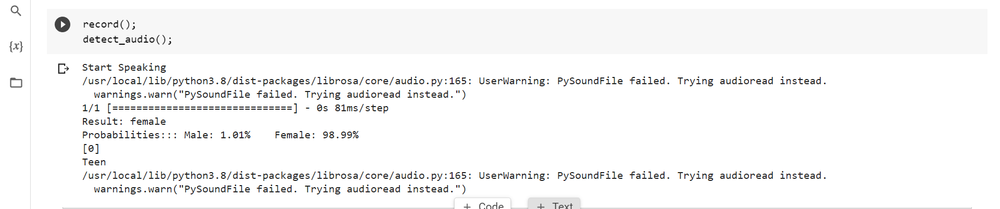 {x}
record();
detect_audio();
Start Speaking
/usr/local/lib/python3.8/dist-packages/librosa/core/audio.py:165: UserWarning: PySoundFile failed. Trying audioread instead.
  warnings.warn("PySoundFile failed. Trying audioread instead.")
1/1 [==============================] - 0s 81ms/step
Result: female
Probabilities::: Male: 1.01%    Female: 98.99%
[0]
Teen
/usr/local/lib/python3.8/dist-packages/librosa/core/audio.py:165: UserWarning: PySoundFile failed. Trying audioread instead.
  warnings.warn("PySoundFile failed. Trying audioread instead.")
+ Code + Text